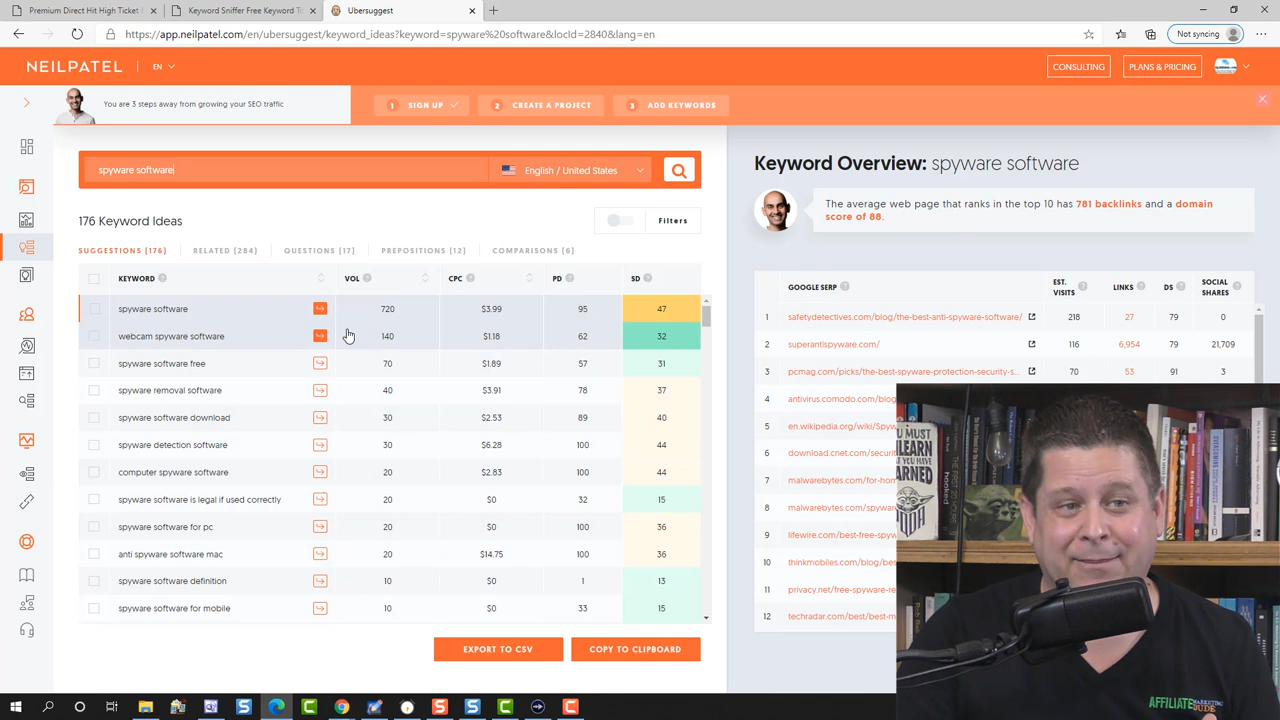 Premium Direct Hit High Ticket
Keyword Sniffer Free Keyword To
Ubersuggest
https://app.neilpatel.com/en/ubersuggest/keyword_ideas?keyword=spyware%20software&locId=2840&lang=en
Not syncing
NEILPATEL
EN
CONSULTING
PLANS & PRICING
You are 3 steps away from growing your SEO traffic
1 SIGN UP
2 CREATE A PROJECT
3 ADD KEYWORDS
spyware software
English / United States
176 Keyword Ideas
Filters
SUGGESTIONS (176) RELATED (284) QUESTIONS (17) PREPOSITIONS (12) COMPARISONS (6)
KEYWORD VOL CPC PD SD
spyware software 720 $3.99 95 47
webcam spyware software 140 $1.18 62 32
spyware software free 70 $1.89 57 31
spyware removal software 40 $3.91 78 37
spyware software download 30 $2.53 89 40
spyware detection software 30 $6.28 100 44
computer spyware software 20 $2.83 100 44
spyware software is legal if used correctly 20 $0 32 15
spyware software for pc 20 $0 100 36
anti spyware software mac 20 $14.75 100 36
spyware software definition 10 $0 1 13
spyware software for mobile 10 $0 33 15
EXPORT TO CSV
COPY TO CLIPBOARD
Keyword Overview: spyware software
The average web page that ranks in the top 10 has 781 backlinks and a domain
score of 88.
GOOGLE SERP EST. VISITS LINKS DS SOCIAL SHARES
1 safetydetectives.com/blog/the-best-anti-spyware-software/ 218 27 79 0
2 superantispyware.com/ 116 6,954 79 21,709
3 pcmag.com/picks/the-best-spyware-protection-security-s... 70 53 91 3
4 antivirus.comodo.com/blog
5 en.wikipedia.org/wiki/Spyw
6 download.cnet.com/securi
7 malwarebytes.com/for-hom
8 malwarebytes.com/spywar
9 lifewire.com/best-free-spyw
10 thinkmobiles.com/blog/bes
11 privacy.net/free-spyware-re
12 techradar.com/best/best-m
YOU MUST
UNLEARN
WHAT YOU HAVE
LEARNED
hooked
AFFILIATE
MARKETING
DUDE